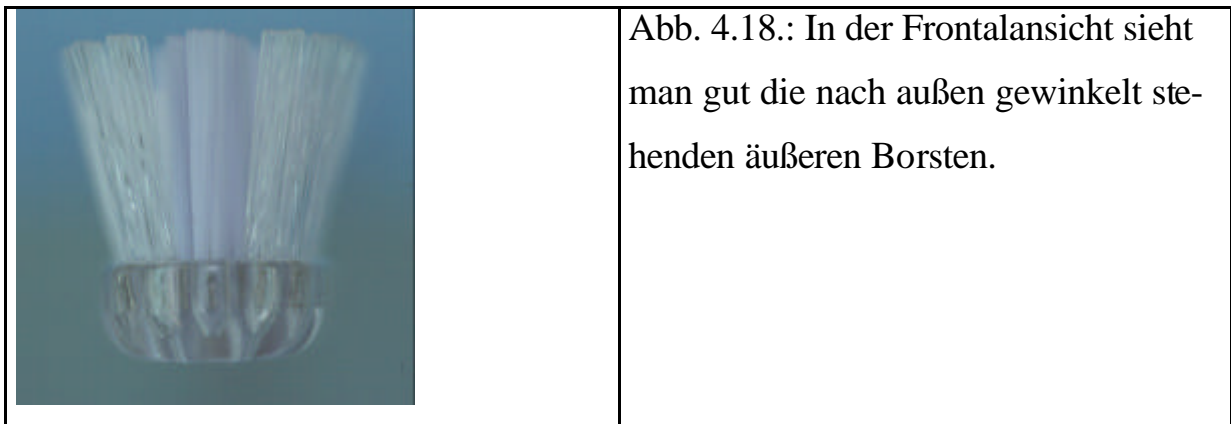 Abb. 4.18.: In der Frontalansicht sieht
man gut die nach außen gewinkelt ste-
henden äußeren Borsten.